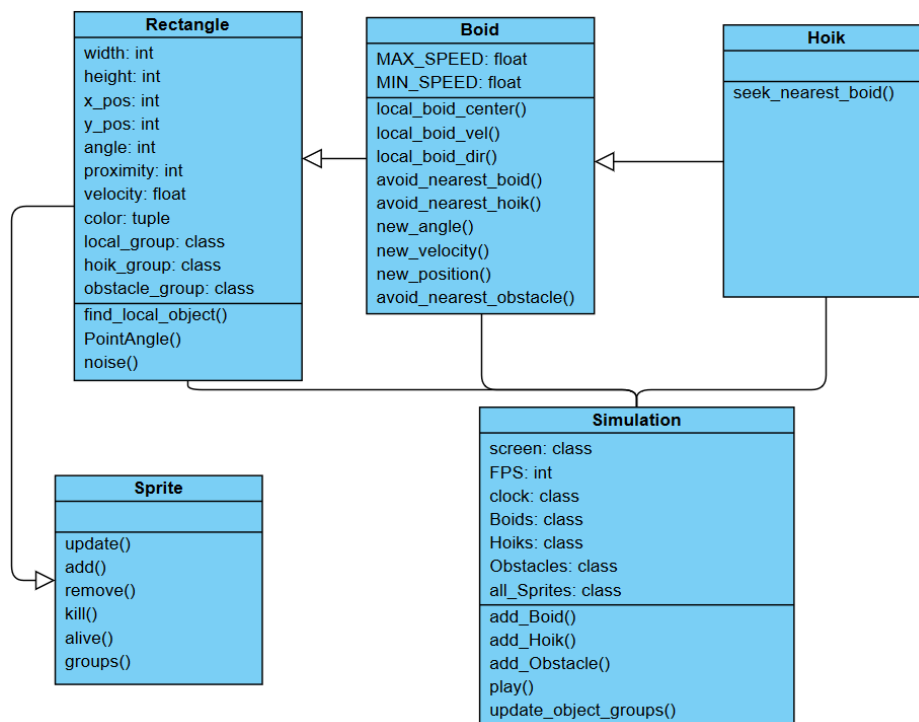 Rectangle
width: int
height: int
x_pos: int
y_pos: int
angle: int
proximity: int
velocity: float
color: tuple
local_group: class
hoik_group: class
obstacle_group: class
find_local_object()
PointAngle()
noise()
Boid
MAX_SPEED: float
MIN_SPEED: float
local_boid_center()
local_boid_vel()
local_boid_dir()
avoid_nearest_boid()
avoid_nearest_hoik()
new_angle()
new_velocity()
new_position()
avoid_nearest_obstacle()
Hoik
seek_nearest_boid()
Sprite
update()
add()
remove()
kill()
alive()
groups()
Simulation
screen: class
FPS: int
clock: class
Boids: class
Hoiks: class
Obstacles: class
all_Sprites: class
add_Boid()
add_Hoik()
add_Obstacle()
play()
update_object_groups()